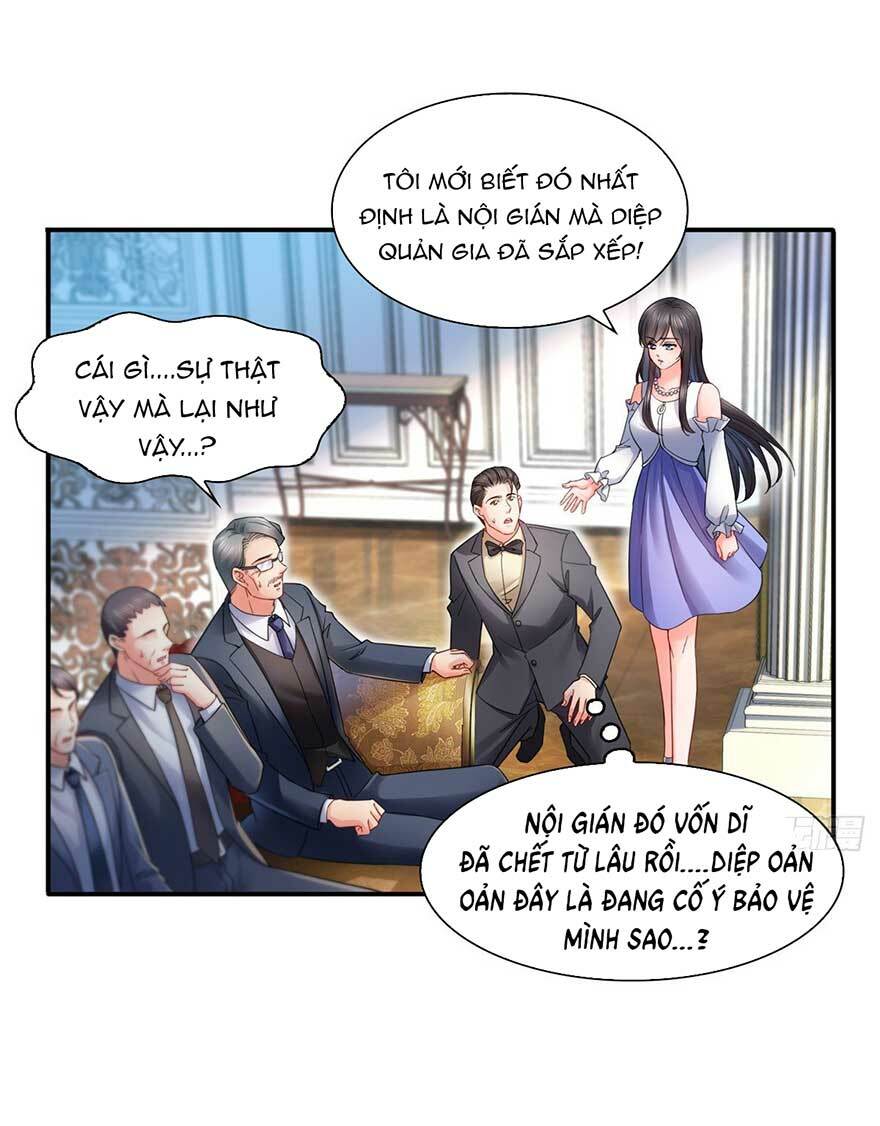 TÔI MỚI BIẾT ĐÓ NHẤT
ĐỊNH LÀ NỘI GIÁN MÀ DIỆP
QUẢN GIA ĐÃ SẮP XẾP!
CÁI GÌ....SỰ THẬT
VẬY MÀ LẠI NHƯ
VẬY...?
NỘI GIÁN ĐÓ VỐN DĨ
ĐÃ CHẾT TỪ LÂU RỒI....DIỆP OẢN
OẢN ĐÂY LÀ ĐANG CỐ Ý BẢO VỆ
MÌNH SAO...?